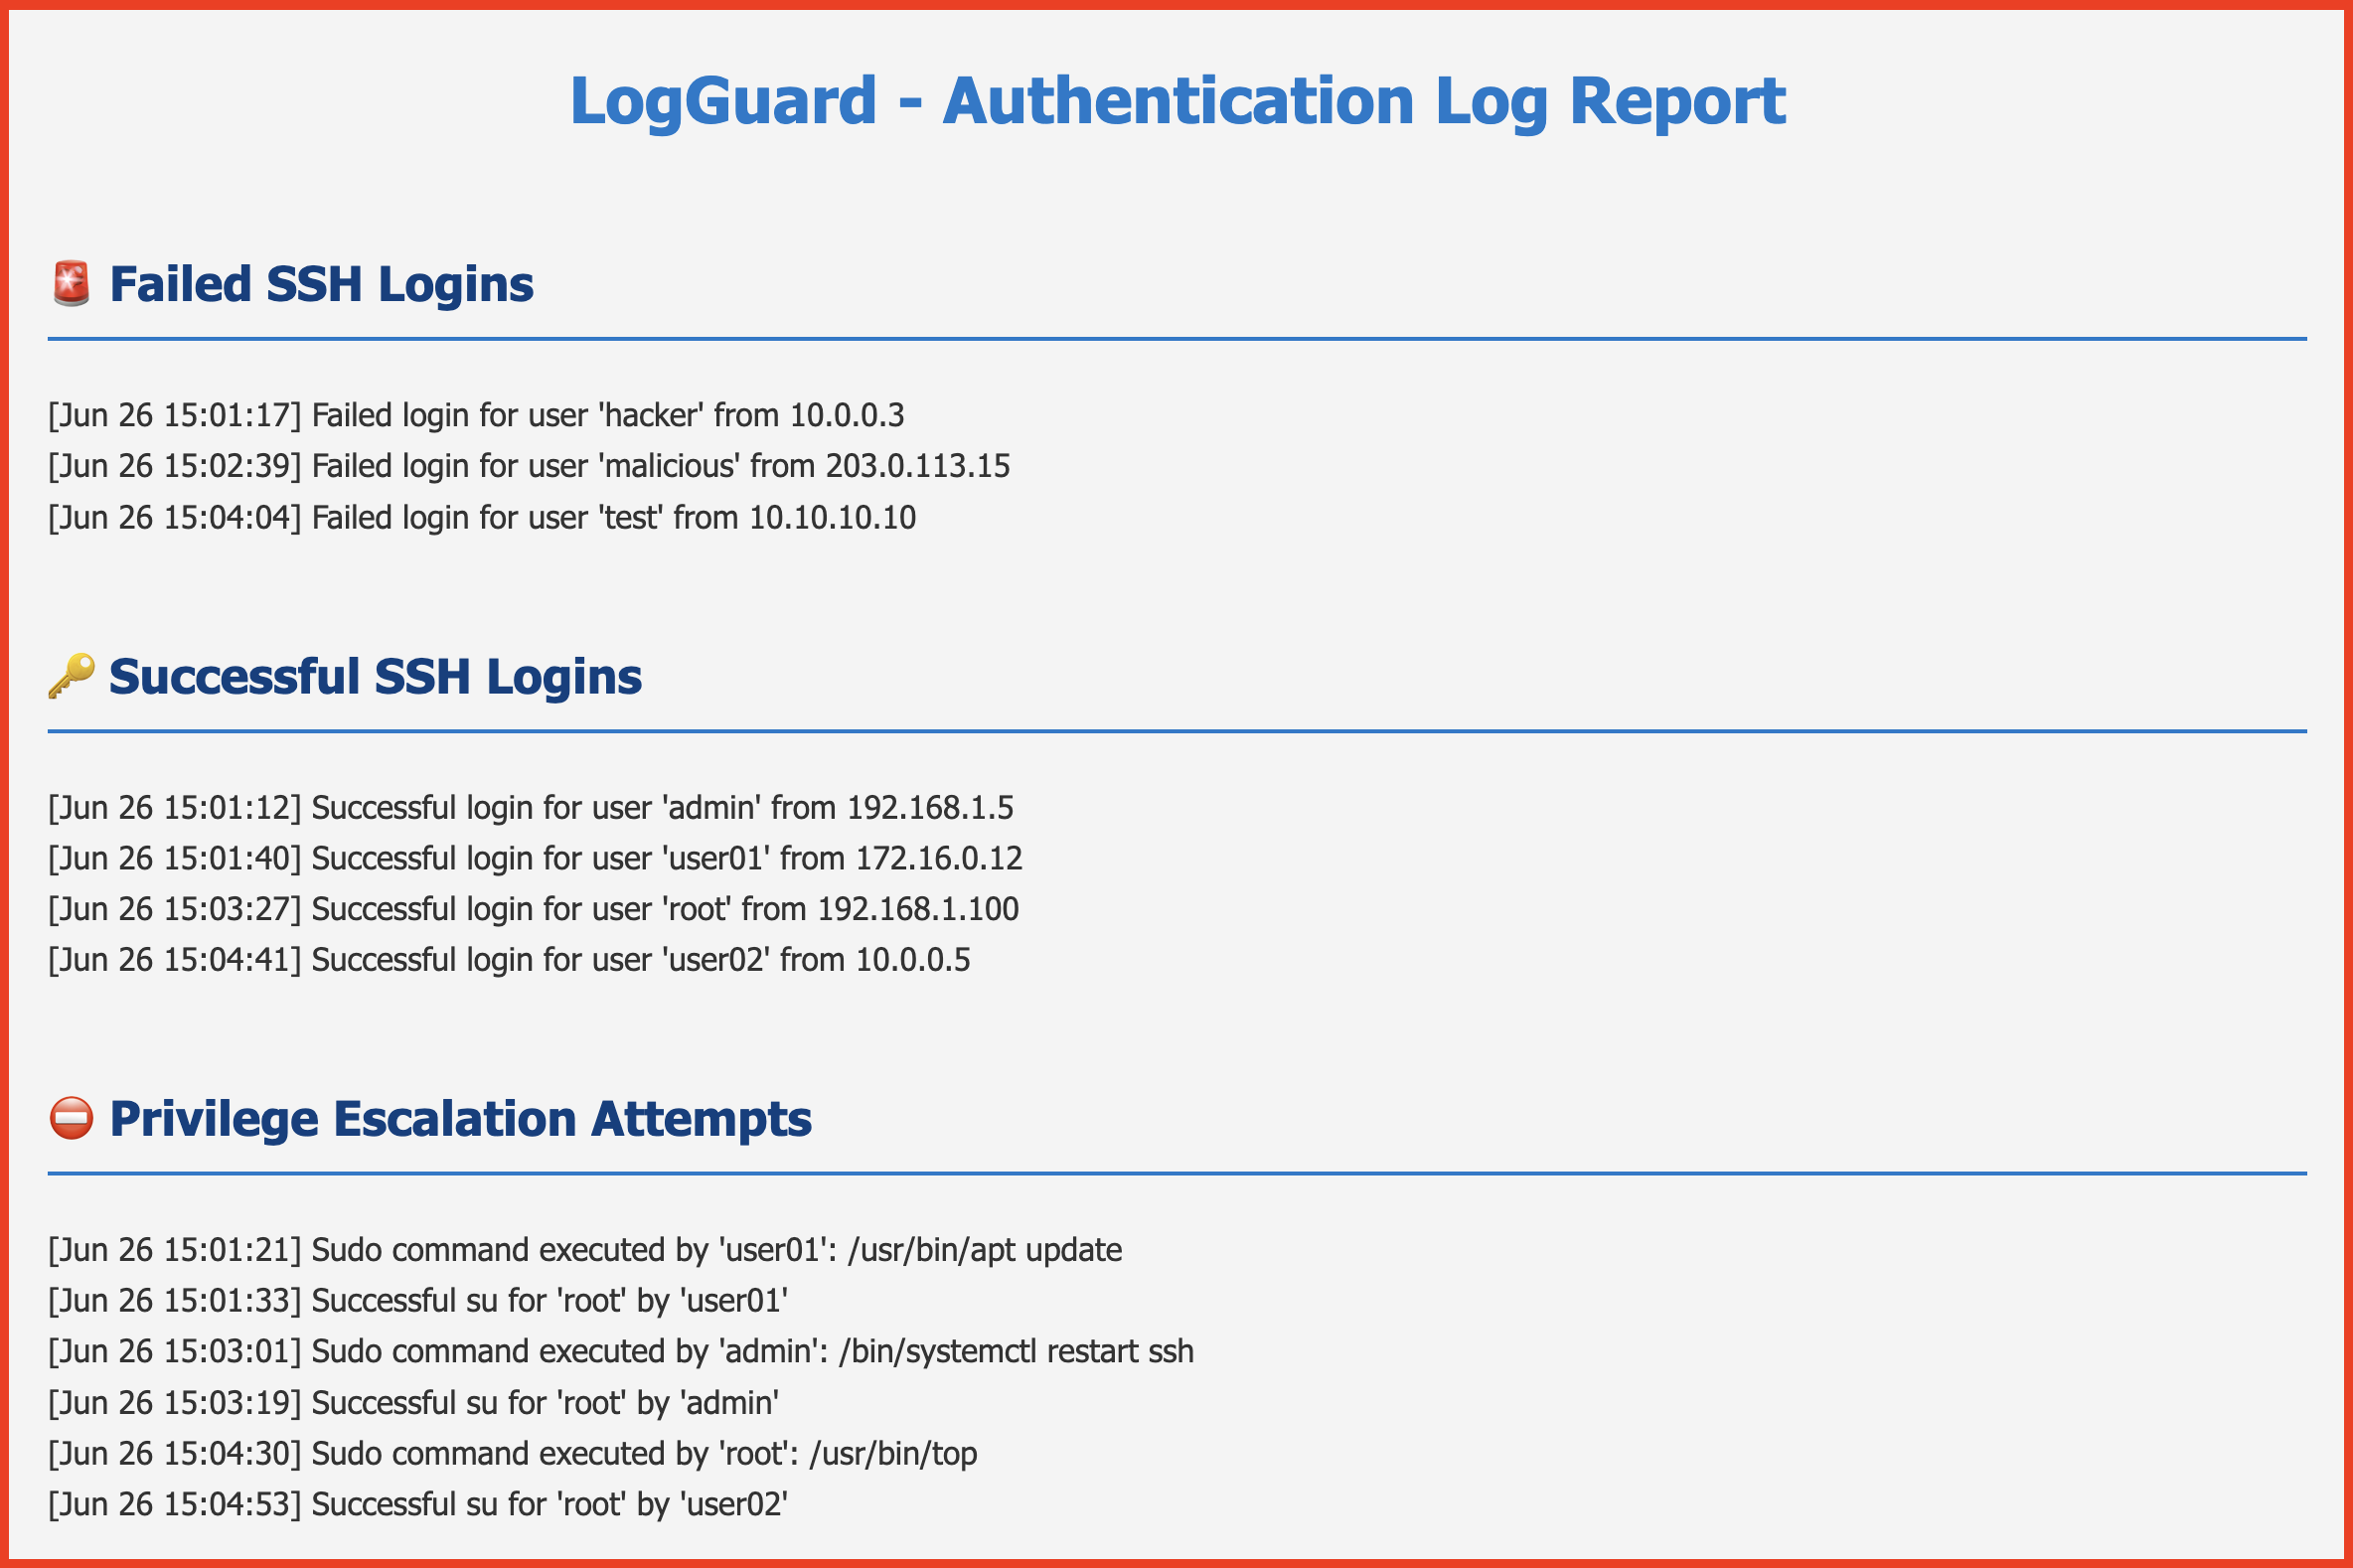 LogGuard - Authentication Log Report
🚨 Failed SSH Logins
[Jun 26 15:01:17] Failed login for user 'hacker' from 10.0.0.3
[Jun 26 15:02:39] Failed login for user 'malicious' from 203.0.113.15
[Jun 26 15:04:04] Failed login for user 'test' from 10.10.10.10
🔑 Successful SSH Logins
[Jun 26 15:01:12] Successful login for user 'admin' from 192.168.1.5
[Jun 26 15:01:40] Successful login for user 'user01' from 172.16.0.12
[Jun 26 15:03:27] Successful login for user 'root' from 192.168.1.100
[Jun 26 15:04:41] Successful login for user 'user02' from 10.0.0.5
⛔ Privilege Escalation Attempts
[Jun 26 15:01:21] Sudo command executed by 'user01': /usr/bin/apt update
[Jun 26 15:01:33] Successful su for 'root' by 'user01'
[Jun 26 15:03:01] Sudo command executed by 'admin': /bin/systemctl restart ssh
[Jun 26 15:03:19] Successful su for 'root' by 'admin'
[Jun 26 15:04:30] Sudo command executed by 'root': /usr/bin/top
[Jun 26 15:04:53] Successful su for 'root' by 'user02'